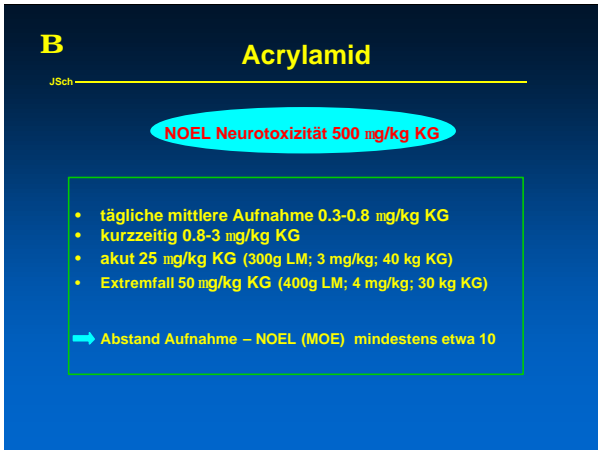 B
Acrylamid
JSch
NOEL Neurotoxizität 500 mg/kg KG
• tägliche mittlere Aufnahme 0.3-0.8 mg/kg KG
• kurzzeitig 0.8-3 mg/kg KG
• akut 25 mg/kg KG (300g LM; 3 mg/kg; 40 kg KG)
• Extremfall 50 mg/kg KG (400g LM; 4 mg/kg; 30 kg KG)
Abstand Aufnahme – NOEL (MOE) mindestens etwa 10